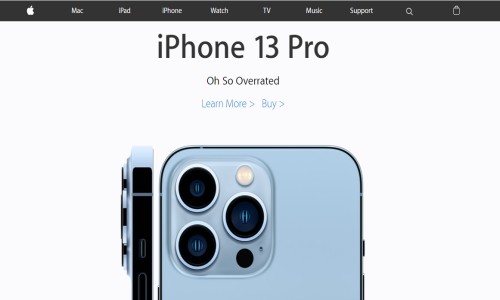 Mac iPad iPhone Watch TV Music Support
iPhone 13 Pro
Oh So Overrated
Learn More > Buy >